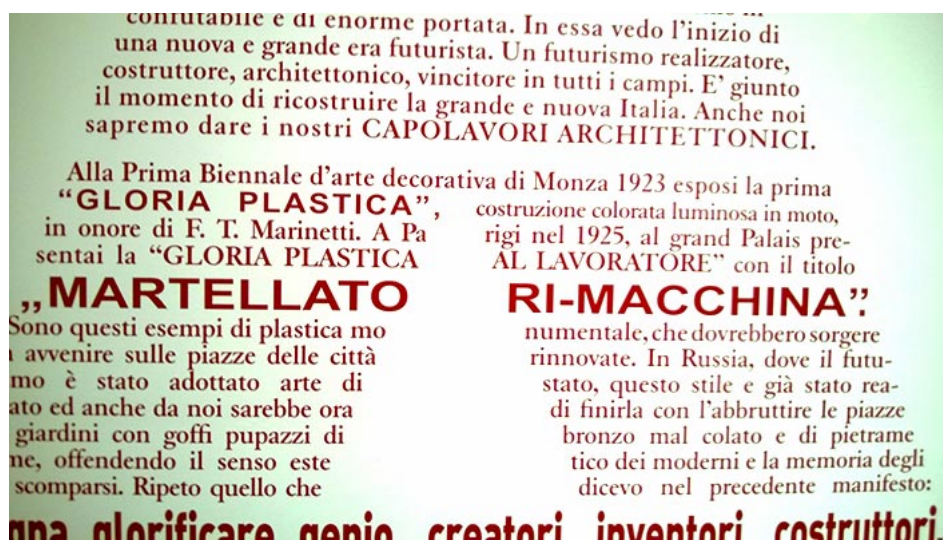 confutabile e di enorme portata. In essa vedo l'inizio di
una nuova e grande era futurista. Un futurismo realizzatore,
costruttore, architettonico, vincitore in tutti i campi. E' giunto
il momento di ricostruire la grande e nuova Italia. Anche noi
sapremo dare i nostri CAPOLAVORI ARCHITETTONICI.
Alla Prima Biennale d'arte decorativa di Monza 1923 esposi la prima
“GLORIA PLASTICA”, costruzione colorata luminosa in moto,
in onore di F. T. Marinetti. A Pa rigi nel 1925, al grand Palais pre-
sentai la “GLORIA PLASTICA AL LAVORATORE” con il titolo
„MARTELLATO RI-MACCHINA”.
Sono questi esempi di plastica mo numentale, che dovrebbero sorgere
avvenire sulle piazze delle città rinnovate. In Russia, dove il futu-
mo è stato adottato arte di stato, questo stile e già stato rea-
ato ed anche da noi sarebbe ora di finirla con l'abbruttire le piazze
giardini con goffi pupazzi di bronzo mal colato e di pietrame
me, offendendo il senso este tico dei moderni e la memoria degli
scomparsi. Ripeto quello che dicevo nel precedente manifesto:
glorificare genio, creatori, inventori, costruttori,